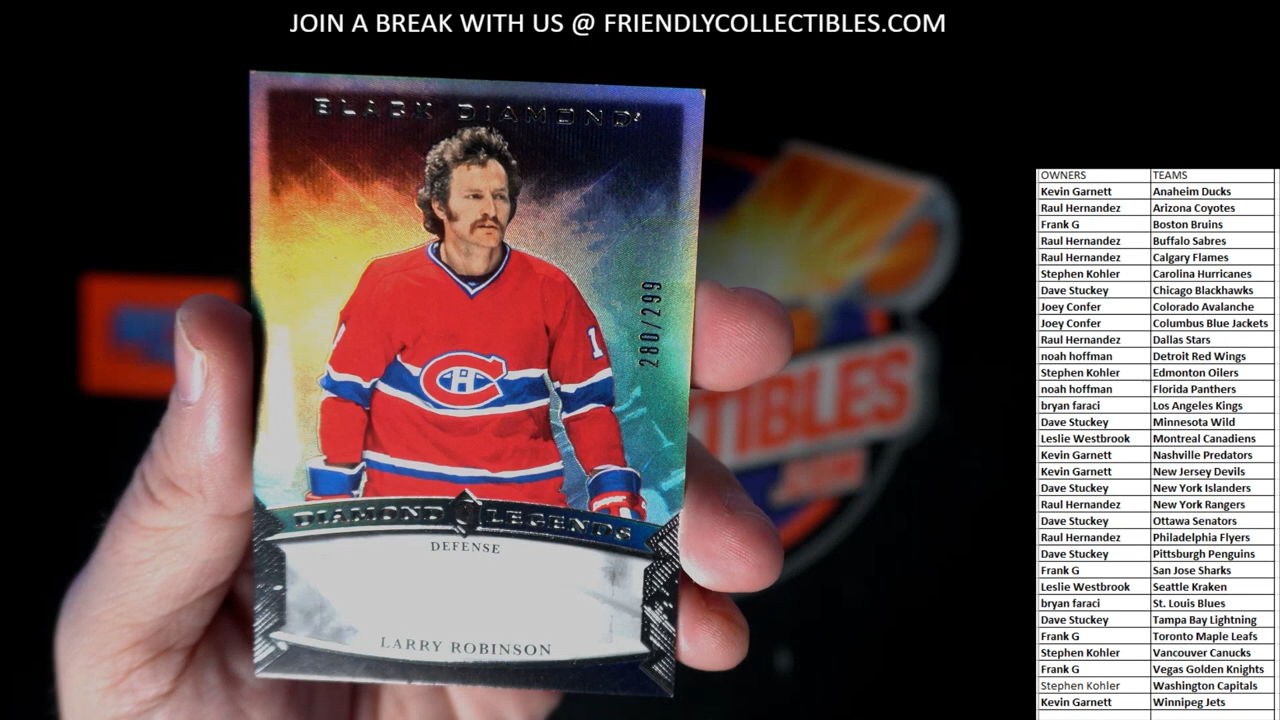 JOIN A BREAK WITH US @ FRIENDLYCOLLECTIBLES.COM
BLACK DIAMOND
280/299
1
DIAMOND LEGENDS
DEFENSE
LARRY ROBINSON
TIBLES
OWNERS TEAMS
Kevin Garnett Anaheim Ducks
Raul Hernandez Arizona Coyotes
Frank G Boston Bruins
Raul Hernandez Buffalo Sabres
Raul Hernandez Calgary Flames
Stephen Kohler Carolina Hurricanes
Dave Stuckey Chicago Blackhawks
Joey Confer Colorado Avalanche
Joey Confer Columbus Blue Jackets
Raul Hernandez Dallas Stars
noah hoffman Detroit Red Wings
Stephen Kohler Edmonton Oilers
noah hoffman Florida Panthers
bryan faraci Los Angeles Kings
Dave Stuckey Minnesota Wild
Leslie Westbrook Montreal Canadiens
Kevin Garnett Nashville Predators
Kevin Garnett New Jersey Devils
Dave Stuckey New York Islanders
Raul Hernandez New York Rangers
Dave Stuckey Ottawa Senators
Raul Hernandez Philadelphia Flyers
Dave Stuckey Pittsburgh Penguins
Frank G San Jose Sharks
Leslie Westbrook Seattle Kraken
bryan faraci St. Louis Blues
Dave Stuckey Tampa Bay Lightning
Frank G Toronto Maple Leafs
Stephen Kohler Vancouver Canucks
Frank G Vegas Golden Knights
Stephen Kohler Washington Capitals
Kevin Garnett Winnipeg Jets